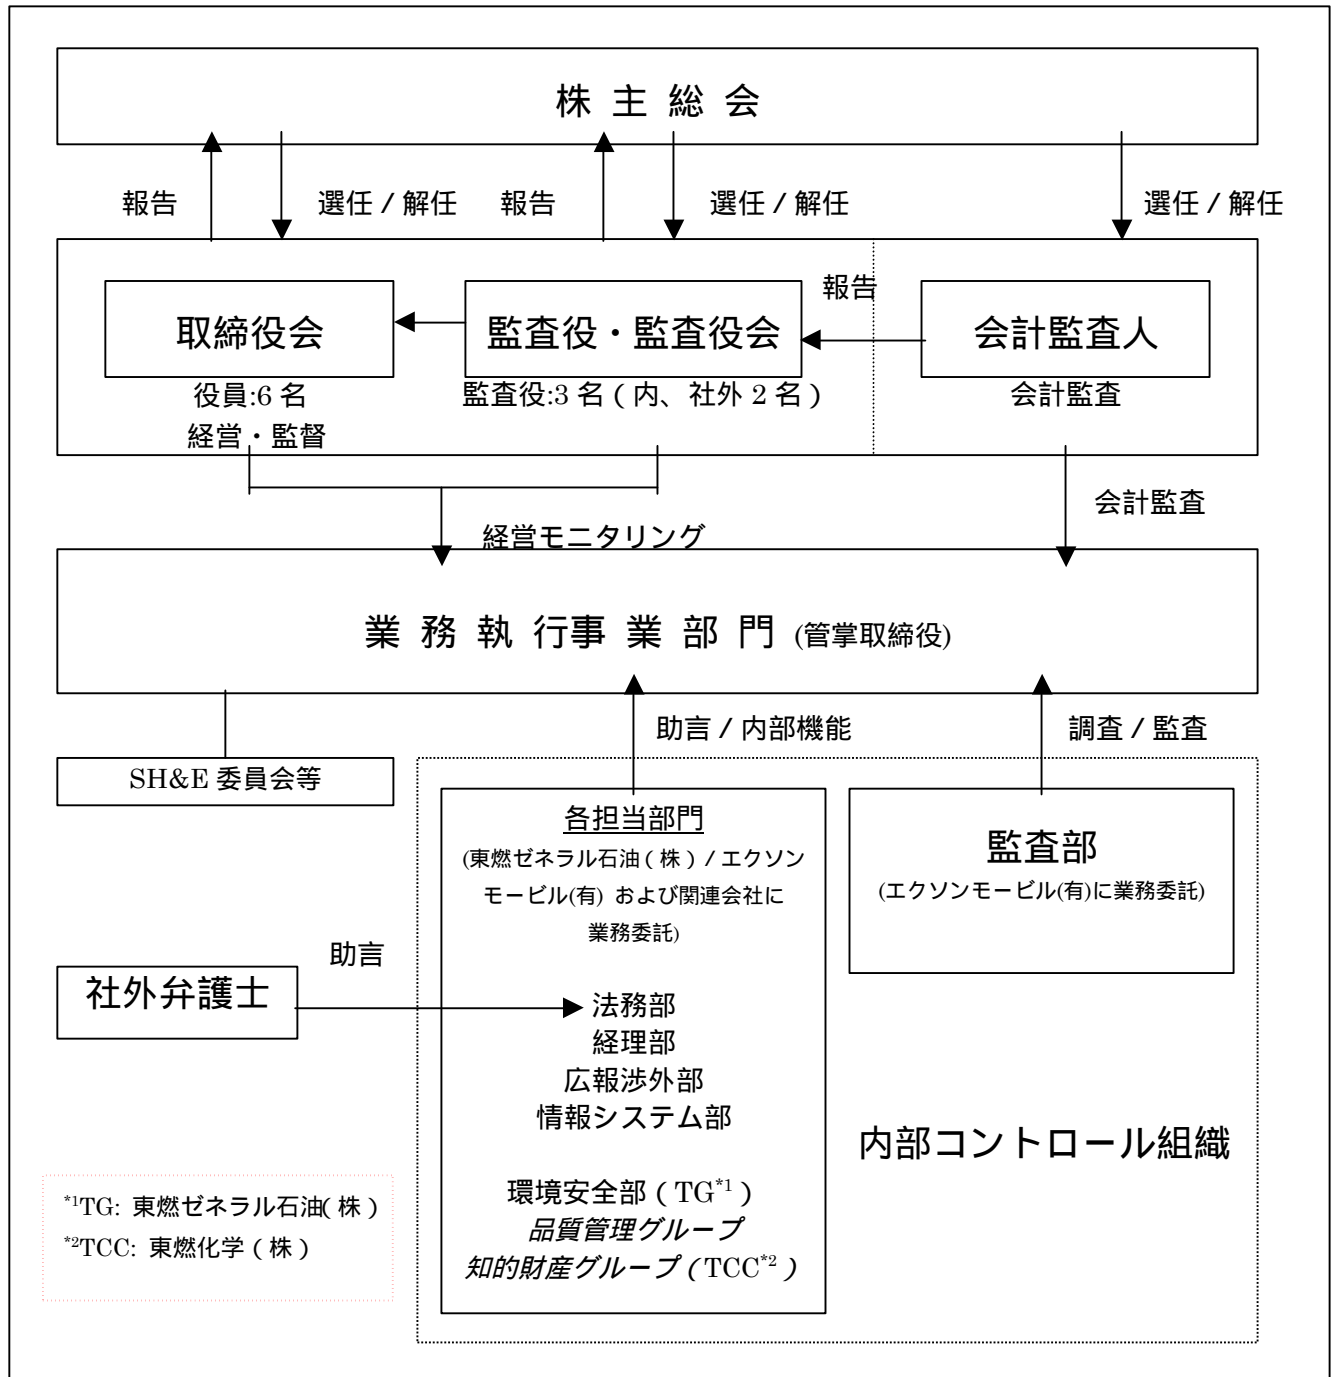 株 主 総 会
報告
選任 / 解任
報告
選任 / 解任
選任 / 解任
報告
取締役会
監査役・監査役会
会計監査人
役員:6 名
監査役:3 名（内、社外 2 名）
会計監査
経営・監督
会計監査
経営モニタリング
業 務 執 行事 業 部 門 (管掌取締役)
助言 / 内部機能
調査 / 監査
SH&E 委員会等
各担当部門
(東燃ゼネラル石油（株）/ エクソン
モービル(有) および関連会社に
業務委託)
監査部
(エクソンモービル(有)に業務委託)
助言
社外弁護士
法務部
経理部
広報渉外部
情報システム部
内部コントロール組織
環境安全部（TG*1）
品質管理グループ
知的財産グループ（TCC*2）
*1TG: 東燃ゼネラル石油(株）
*2TCC: 東燃化学（株）